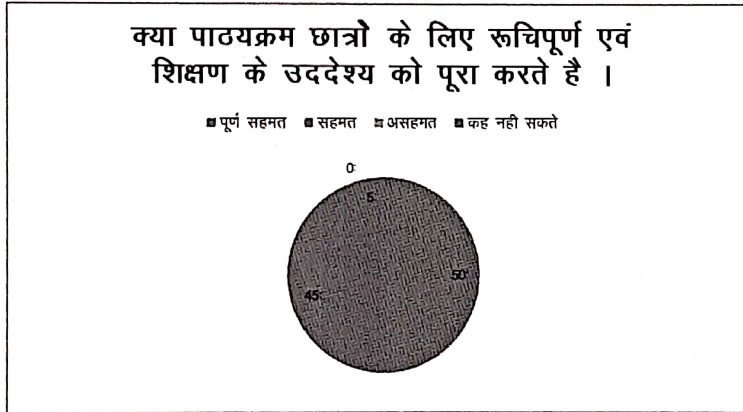 क्या पाठयक्रम छात्रोे के लिए रूचिपूर्ण एवं
शिक्षण के उददेश्य को पूरा करते है ।
पूर्ण सहमत सहमत असहमत कह नही सकते
0
5
50
45